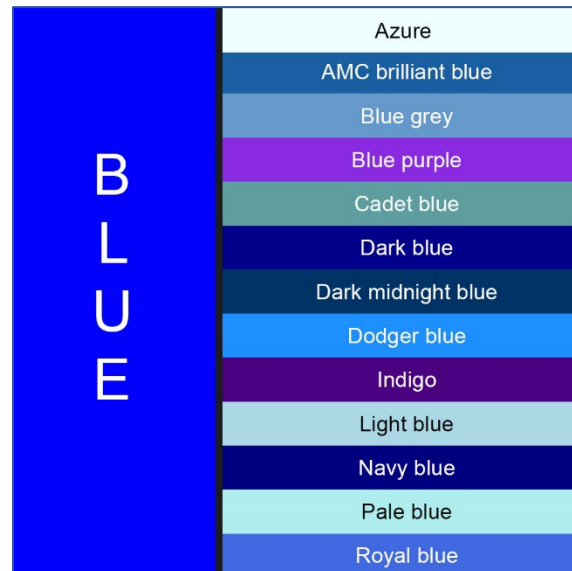 B
L
U
E
Azure
AMC brilliant blue
Blue grey
Blue purple
Cadet blue
Dark blue
Dark midnight blue
Dodger blue
Indigo
Light blue
Navy blue
Pale blue
Royal blue